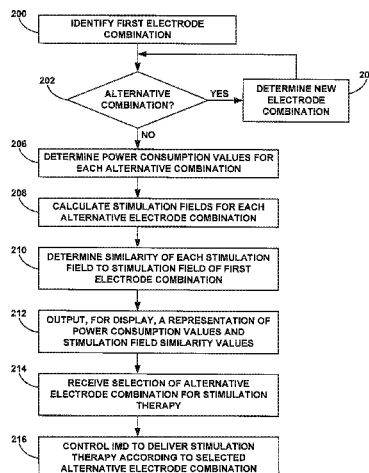 200
IDENTIFY FIRST ELECTRODE
COMBINATION
202
ALTERNATIVE
COMBINATION?
YES
20
DETERMINE NEW
ELECTRODE
COMBINATION
NO
206
DETERMINE POWER CONSUMPTION VALUES FOR
EACH ALTERNATIVE COMBINATION
208
CALCULATE STIMULATION FIELDS FOR EACH
ALTERNATIVE ELECTRODE COMBINATION
210
DETERMINE SIMILARITY OF EACH STIMULATION
FIELD TO STIMULATION FIELD OF FIRST
ELECTRODE COMBINATION
212
OUTPUT, FOR DISPLAY, A REPRESENTATION OF
POWER CONSUMPTION VALUES AND
STIMULATION FIELD SIMILARITY VALUES
214
RECEIVE SELECTION OF ALTERNATIVE
ELECTRODE COMBINATION FOR STIMULATION
THERAPY
216
CONTROL IMD TO DELIVER STIMULATION
THERAPY ACCORDING TO SELECTED
ALTERNATIVE ELECTRODE COMBINATION